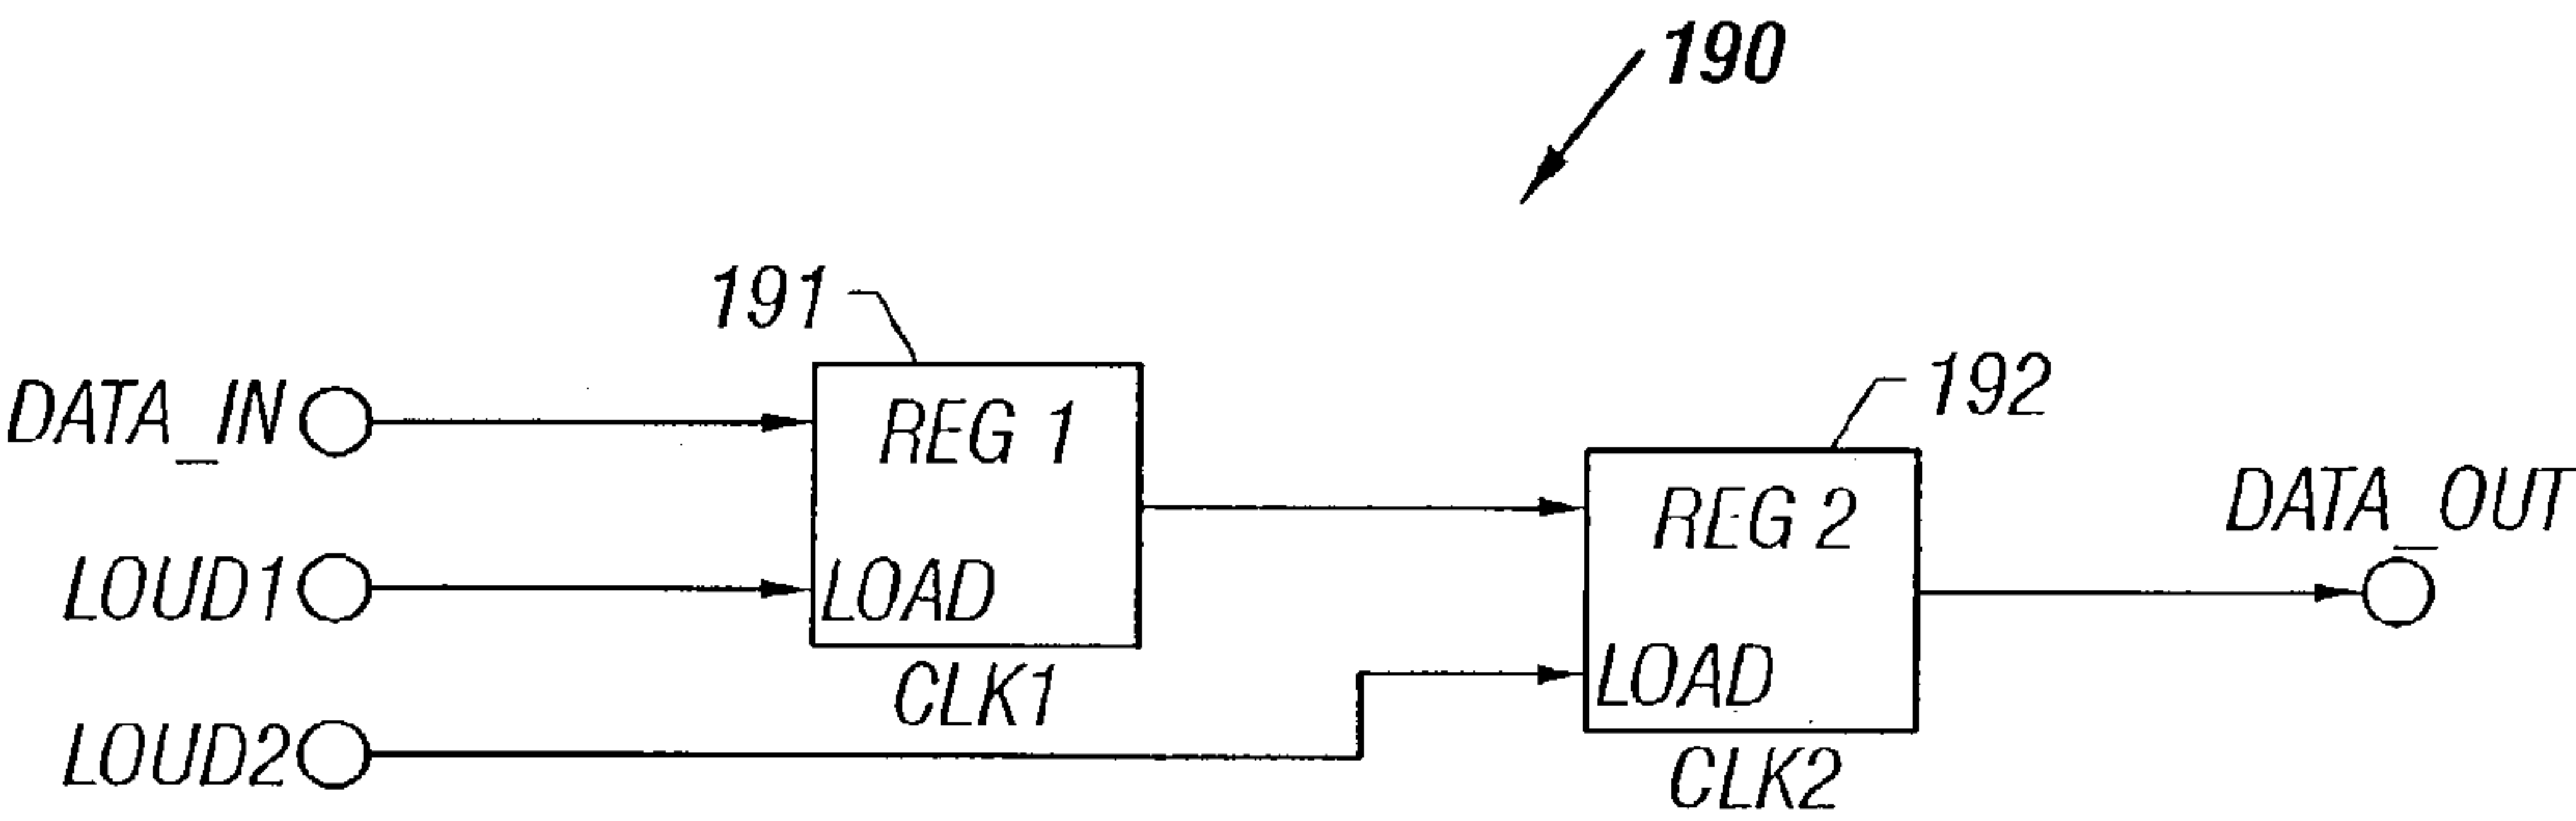 190
191
192
DATA_IN
REG 1
REG 2
DATA_OUT
LOUD1
LOAD
LOAD
CLK1
LOUD2
CLK2